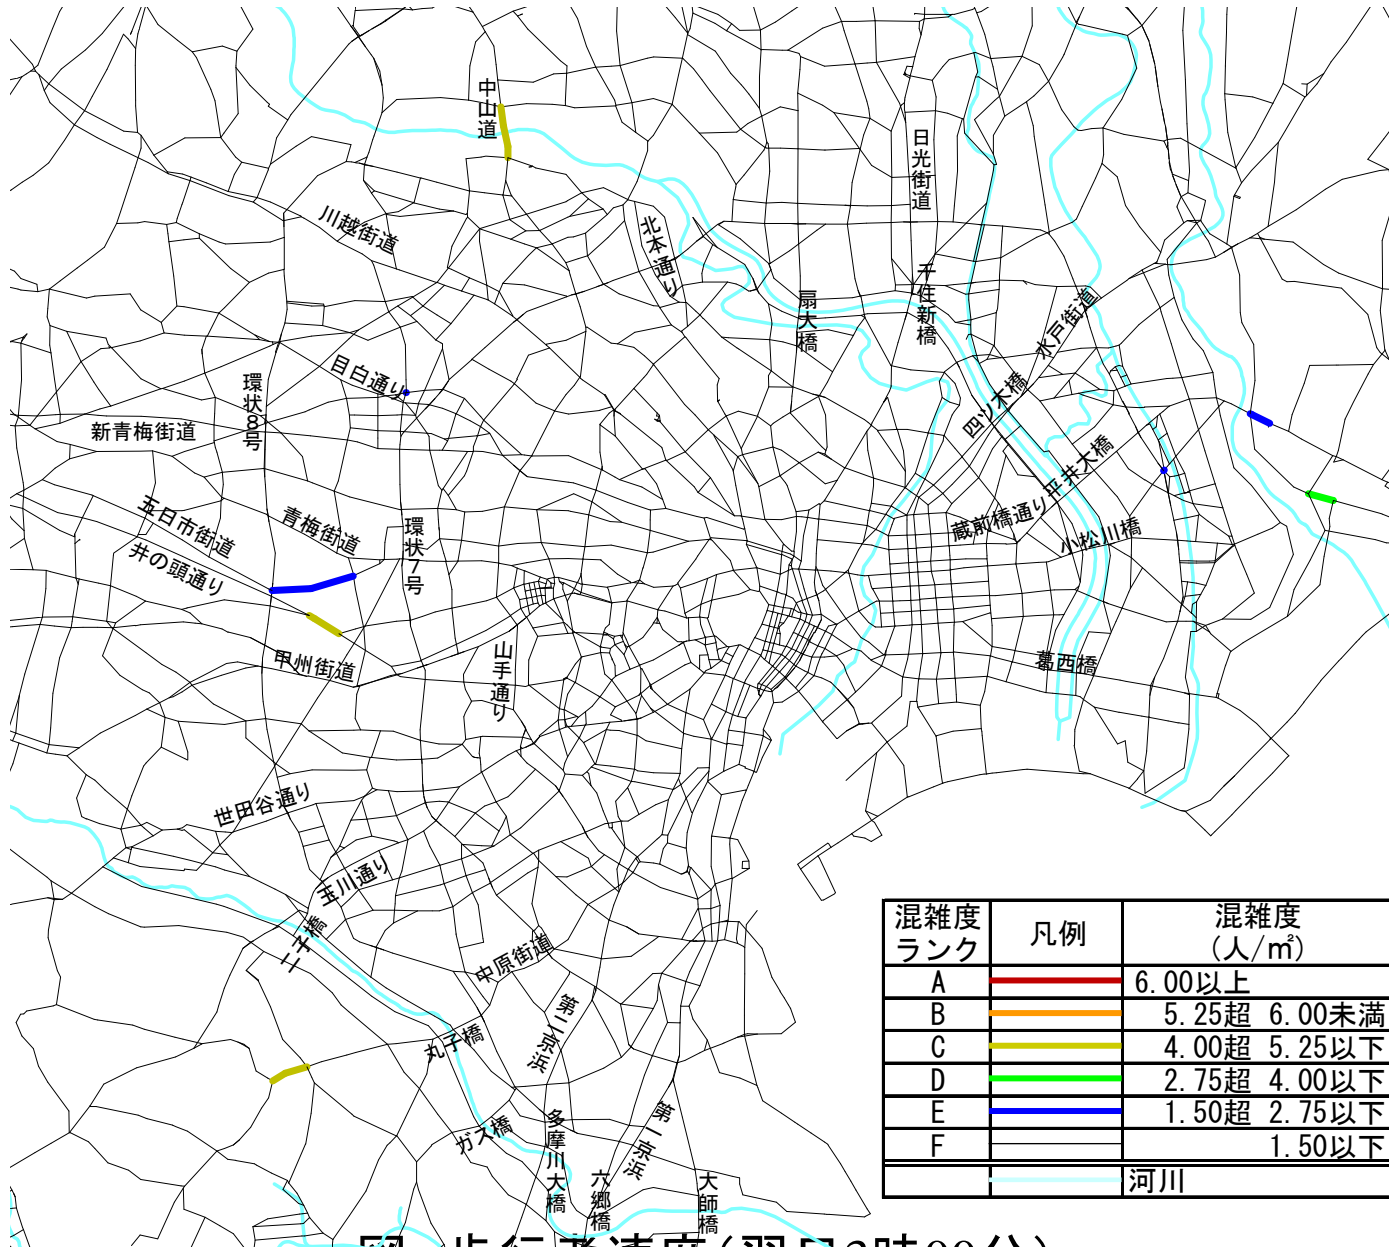 中山道
日光街道
川越街道
北本通り
千住新橋
扇大橋
水戸街道
目白通り
環状8号
四ツ木橋
新青梅街道
平井大橋
五日市街道
青梅街道
蔵前橋通り
環状7号
小松川橋
井の頭通り
山手通り
葛西橋
甲州街道
世田谷通り
玉川通り
二子橋
中原街道
第二京浜
丸子橋
ガス橋
多摩川大橋
第一京浜
六郷橋
大師橋
混雑度ランク 凡例 混雑度(人/㎡)
A 6.00以上
B 5.25超 6.00未満
C 4.00超 5.25以下
D 2.75超 4.00以下
E 1.50超 2.75以下
F 1.50以下
河川